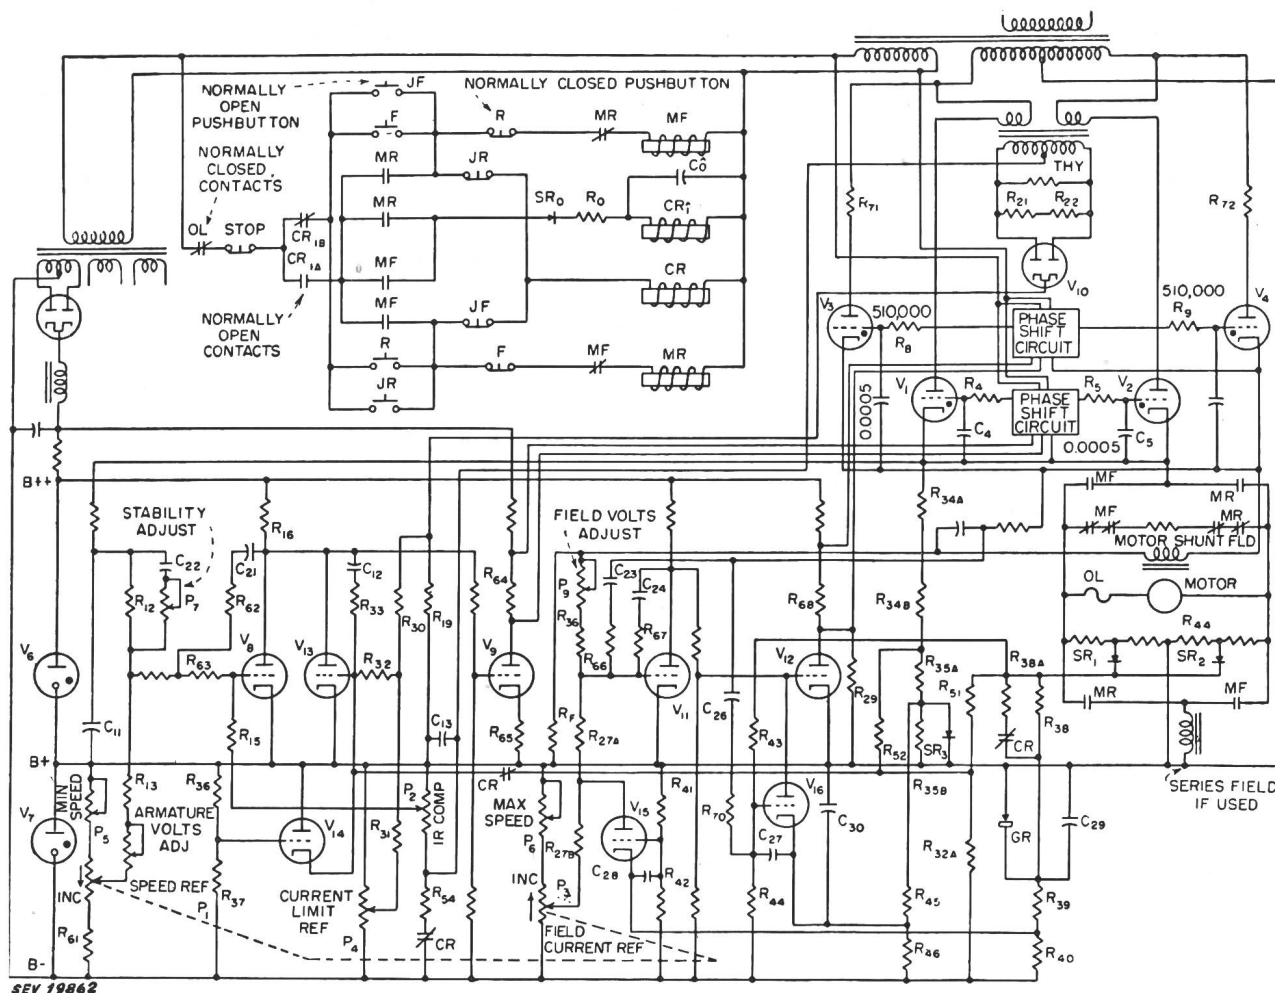 NORMALLY
OPEN
PUSHBUTTON
JF
NORMALLY CLOSED PUSHBUTTON
F
R
MR
MF
NORMALLY
CLOSED
CONTACTS
MR
JR
C0
THY
R71
R21
R22
R72
OL
STOP
CR1B
MR
SR0
R0
CR1
CR1A
MF
CR
V10
MF
JF
V3
510,000
PHASE
SHIFT
CIRCUIT
510,000
V4
R8
R9
NORMALLY
OPEN
CONTACTS
R
F
MF
MR
JR
V1
R4
PHASE
SHIFT
CIRCUIT
R5
V2
0.0005
C4
0.0005
C5
B++
STABILITY
ADJUST
R16
FIELD VOLTS
ADJUST
R34A
MF
MR
MF
MR
MOTOR SHUNT FLD
C22
C21
C12
R64
P9
C23
C24
R12
P7
R62
R33
R30
R19
R36
R66
R67
R68
R34B
OL
MOTOR
V6
R63
V8
V13
R32
V9
V11
V12
R35A
R38A
SR1
R44
SR2
R51
R29
MR
MF
C11
R15
C13
R65
RF
R27A
C26
R43
R52
SR3
CR
R38
B+
CR
MIN
SPEED
R13
R36
P2
MAX
SPEED
R41
V16
R35B
SERIES FIELD
IF USED
V7
P5
ARMATURE
VOLTS
ADJ
V14
R31
IR COMP
P6
R27B
V15
R70
C30
GR
C29
R32A
C27
INC
SPEED REF
P1
R37
CURRENT
LIMIT
REF
P4
R54
INC
P3
C28
R42
R44
R45
R39
R61
CR
FIELD
CURRENT REF
R46
R40
B-
SEV 19862